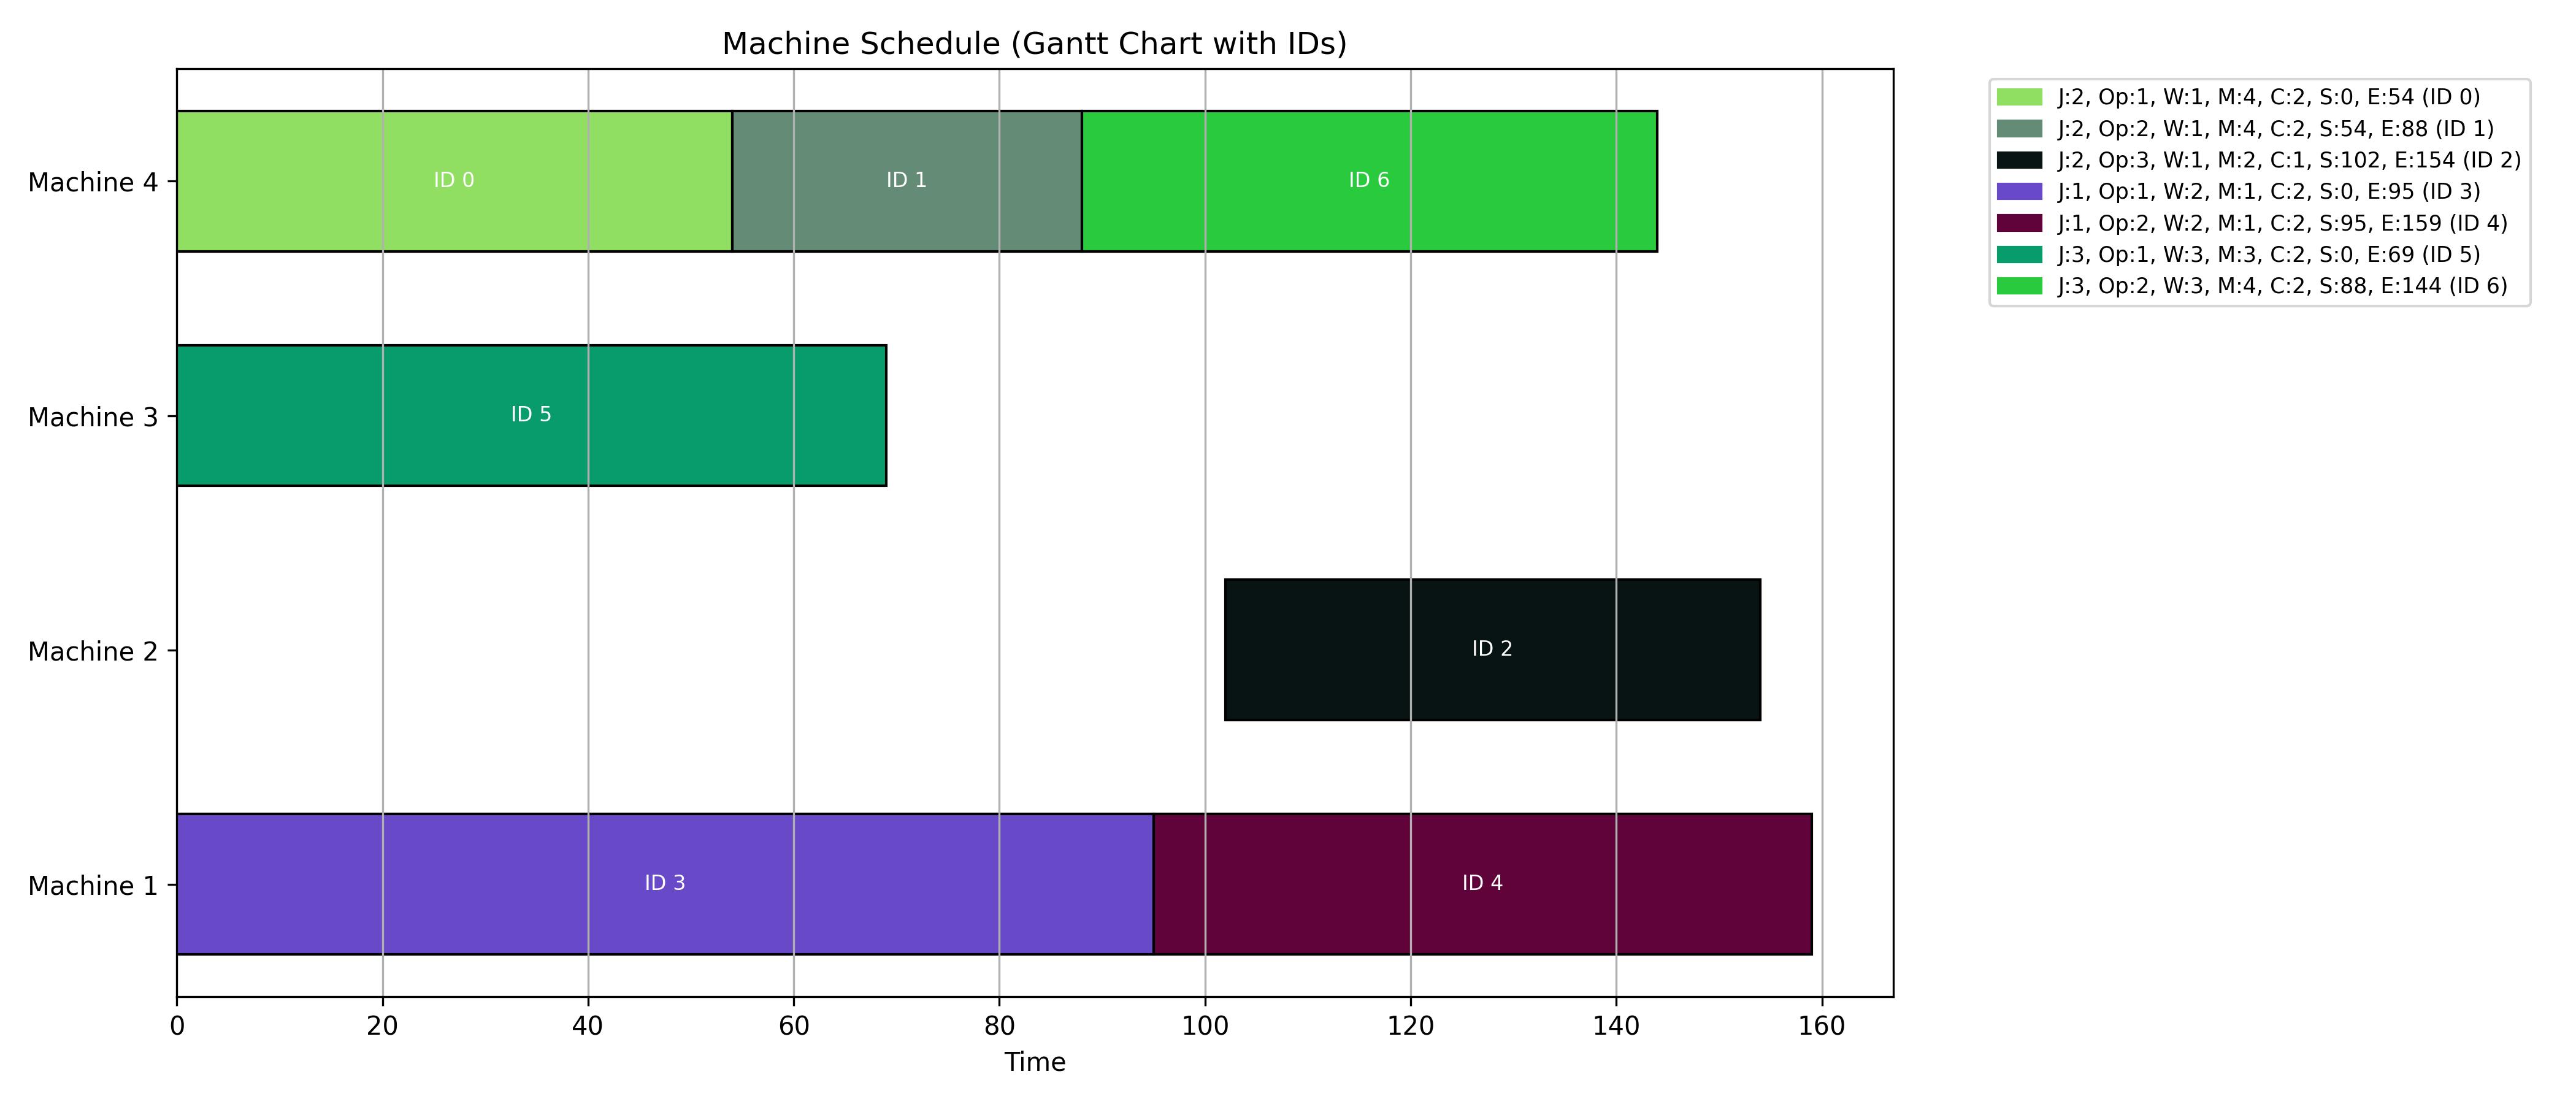 Machine Schedule (Gantt Chart with IDs)
Machine 4
ID 0
ID 1
ID 6
Machine 3
ID 5
Machine 2
ID 2
Machine 1
ID 3
ID 4
0 20 40 60 80 100 120 140 160
Time
J:2, Op:1, W:1, M:4, C:2, S:0, E:54 (ID 0)
J:2, Op:2, W:1, M:4, C:2, S:54, E:88 (ID 1)
J:2, Op:3, W:1, M:2, C:1, S:102, E:154 (ID 2)
J:1, Op:1, W:2, M:1, C:2, S:0, E:95 (ID 3)
J:1, Op:2, W:2, M:1, C:2, S:95, E:159 (ID 4)
J:3, Op:1, W:3, M:3, C:2, S:0, E:69 (ID 5)
J:3, Op:2, W:3, M:4, C:2, S:88, E:144 (ID 6)